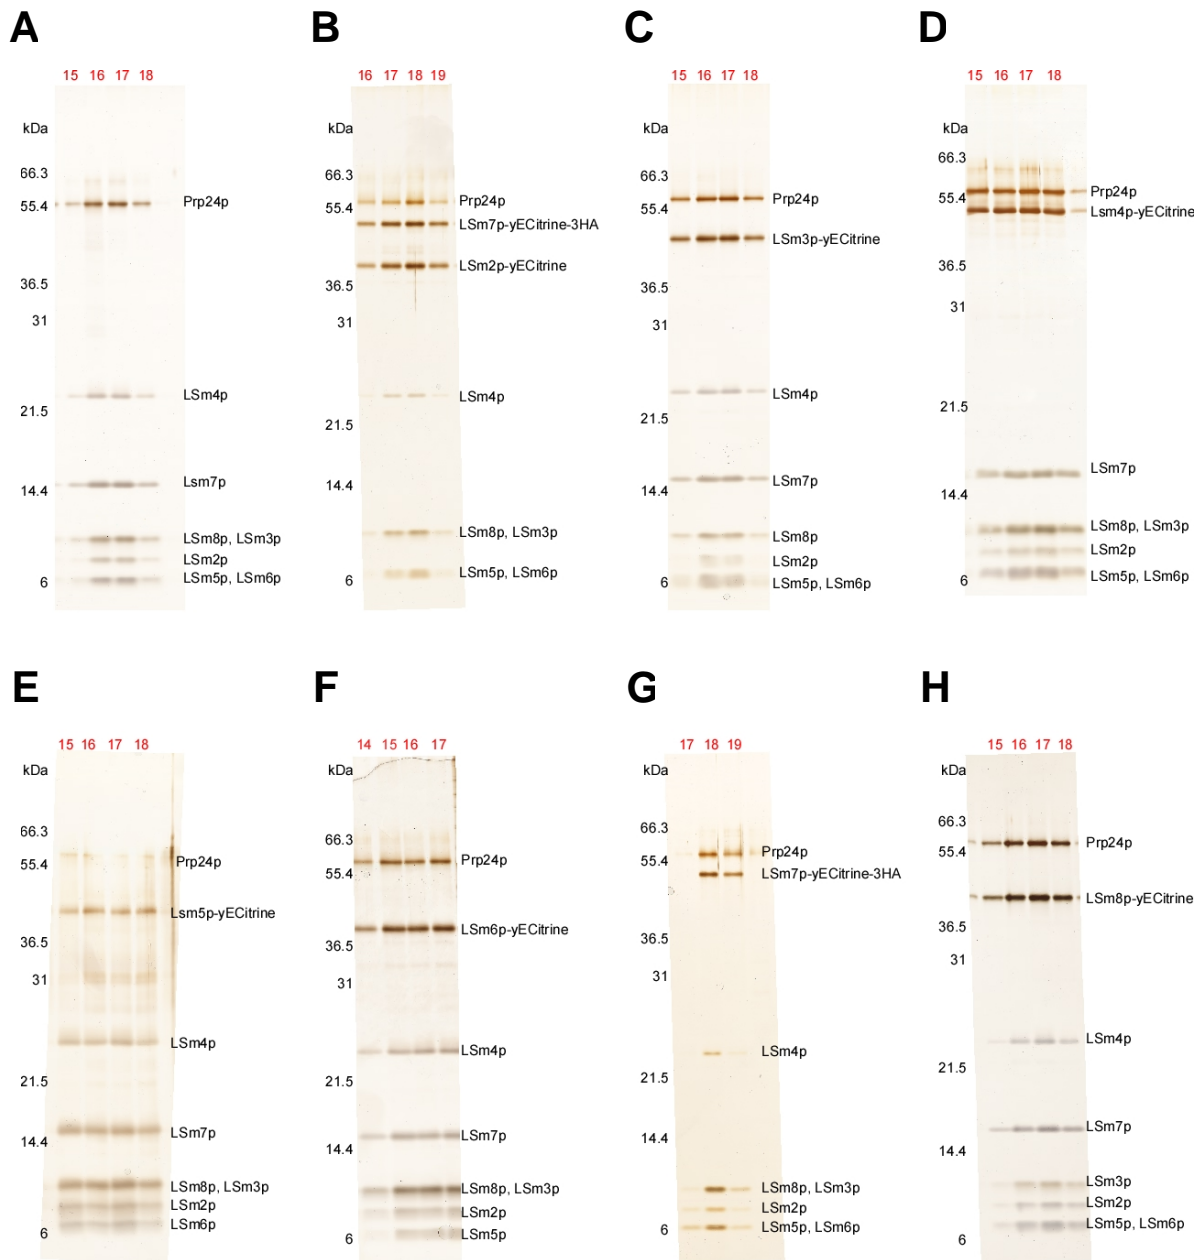 A
15 16 17 18
kDa
66.3
55.4
36.5
31
21.5
14.4
6
Prp24p
LSm4p
Lsm7p
LSm8p, LSm3p
LSm2p
LSm5p, LSm6p
B
16 17 18 19
kDa
66.3
55.4
36.5
31
21.5
14.4
6
Prp24p
LSm7p-yECitrine-3HA
LSm2p-yECitrine
LSm4p
LSm8p, LSm3p
LSm5p, LSm6p
C
15 16 17 18
kDa
66.3
55.4
36.5
31
21.5
14.4
6
Prp24p
LSm3p-yECitrine
LSm4p
LSm7p
LSm8p
LSm2p
LSm5p, LSm6p
D
15 16 17 18
kDa
66.3
55.4
36.5
31
21.5
14.4
6
Prp24p
Lsm4p-yECitrine
LSm7p
LSm8p, LSm3p
LSm2p
LSm5p, LSm6p
E
15 16 17 18
kDa
66.3
55.4
36.5
31
21.5
14.4
6
Prp24p
Lsm5p-yECitrine
LSm4p
LSm7p
LSm8p, LSm3p
LSm2p
LSm6p
F
14 15 16 17
kDa
66.3
55.4
36.5
31
21.5
14.4
6
Prp24p
LSm6p-yECitrine
LSm4p
LSm7p
LSm8p, LSm3p
LSm2p
LSm5p
G
17 18 19
kDa
66.3
55.4
36.5
31
21.5
14.4
6
Prp24p
LSm7p-yECitrine-3HA
LSm4p
LSm8p, LSm3p
LSm2p
LSm5p, LSm6p
H
15 16 17 18
kDa
66.3
55.4
36.5
31
21.5
14.4
6
Prp24p
LSm8p-yECitrine
LSm4p
LSm7p
LSm3p
LSm2p
LSm5p, LSm6p